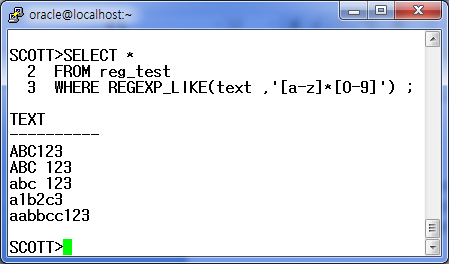 oracle@localhost:~
SCOTT>SELECT *
  2  FROM reg_test
  3  WHERE REGEXP_LIKE(text ,'[a-z]*[0-9]') ;
TEXT
----------
ABC123
ABC 123
abc 123
a1b2c3
aabbcc123
SCOTT>